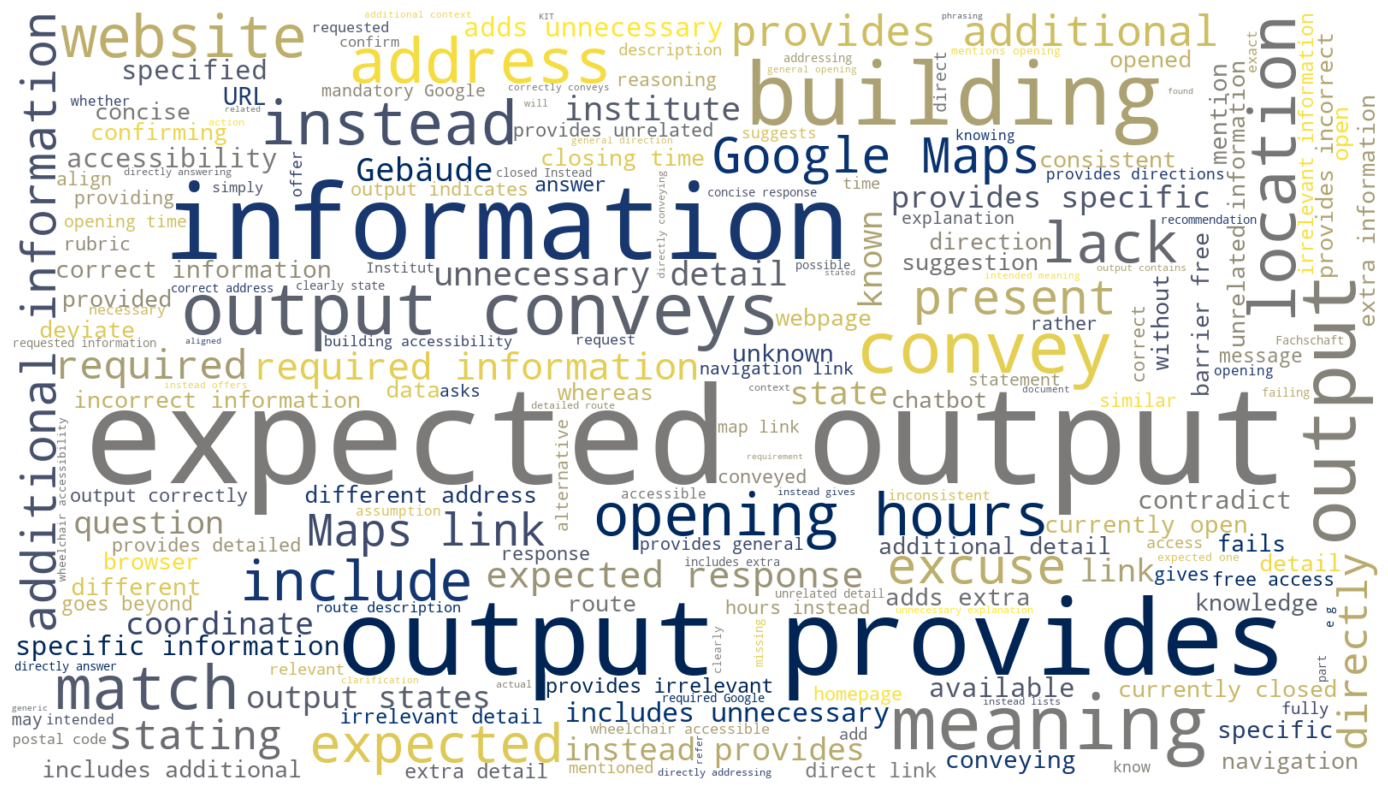 additional context
KIT
phrasing
website
requested
adds unnecessary
provides additional
confirm
description
mentions opening
address
addressing
general opening
opened
specified
reasoning
building
direct
exact
mandatory Google
correctly conveys
URL
found
whether
related
will
concise
instead
institute
action
provides unrelated
suggests
knowing
confirming
general direction
Google Maps
mention
open
accessibility
closing time
consistent
directly answering
Gebäude
closed Instead
provides directions
align
simply
offer
output indicates
answer
concise response
time
provides specific
providing
information
directly conveying
explanation
recommendation
opening time
known
direction
lack
location
rubric
suggestion
correct information
Institut
unnecessary detail
possible
stated
intended meaning
output contains
correct address
clearly state
provided
output conveys
present
necessary
webpage
rather
barrier free
without
correct
deviate
unrelated information
irrelevant information
provides incorrect
extra information
requested information
aligned
building accessibility
request
convey
message
Fachschaft
required
required information
unknown
navigation link
opening
instead offers
data
asks
whereas
context
state
statement
document
similar
failing
incorrect information
chatbot
additional information
expected output
output
detailed route
map link
requirement
alternative
conveyed
wheelchair accessibility
output correctly
different address
accessible
instead gives
inconsistent
contradict
assumption
question
Maps link
opening hours
currently open
provides detailed
provides general
additional detail
access
fails
browser
response
includes extra
expected one
different
include
expected response
excuse
link
gives
free access
detail
goes beyond
unrelated detail
route description
route
hours instead
adds extra
unnecessary explanation
knowledge
e g
coordinate
output provides
specific information
clearly
missing
directly
directly answer
relevant
part
clarification
actual
provides irrelevant
homepage
available
currently closed
match
output states
required Google
instead lists
generic
fully
may
intended
irrelevant detail
includes unnecessary
meaning
specific
postal code
stating
wheelchair accessible
add
expected
instead provides
refer
conveying
navigation
includes additional
extra detail
mentioned
directly addressing
direct link
know